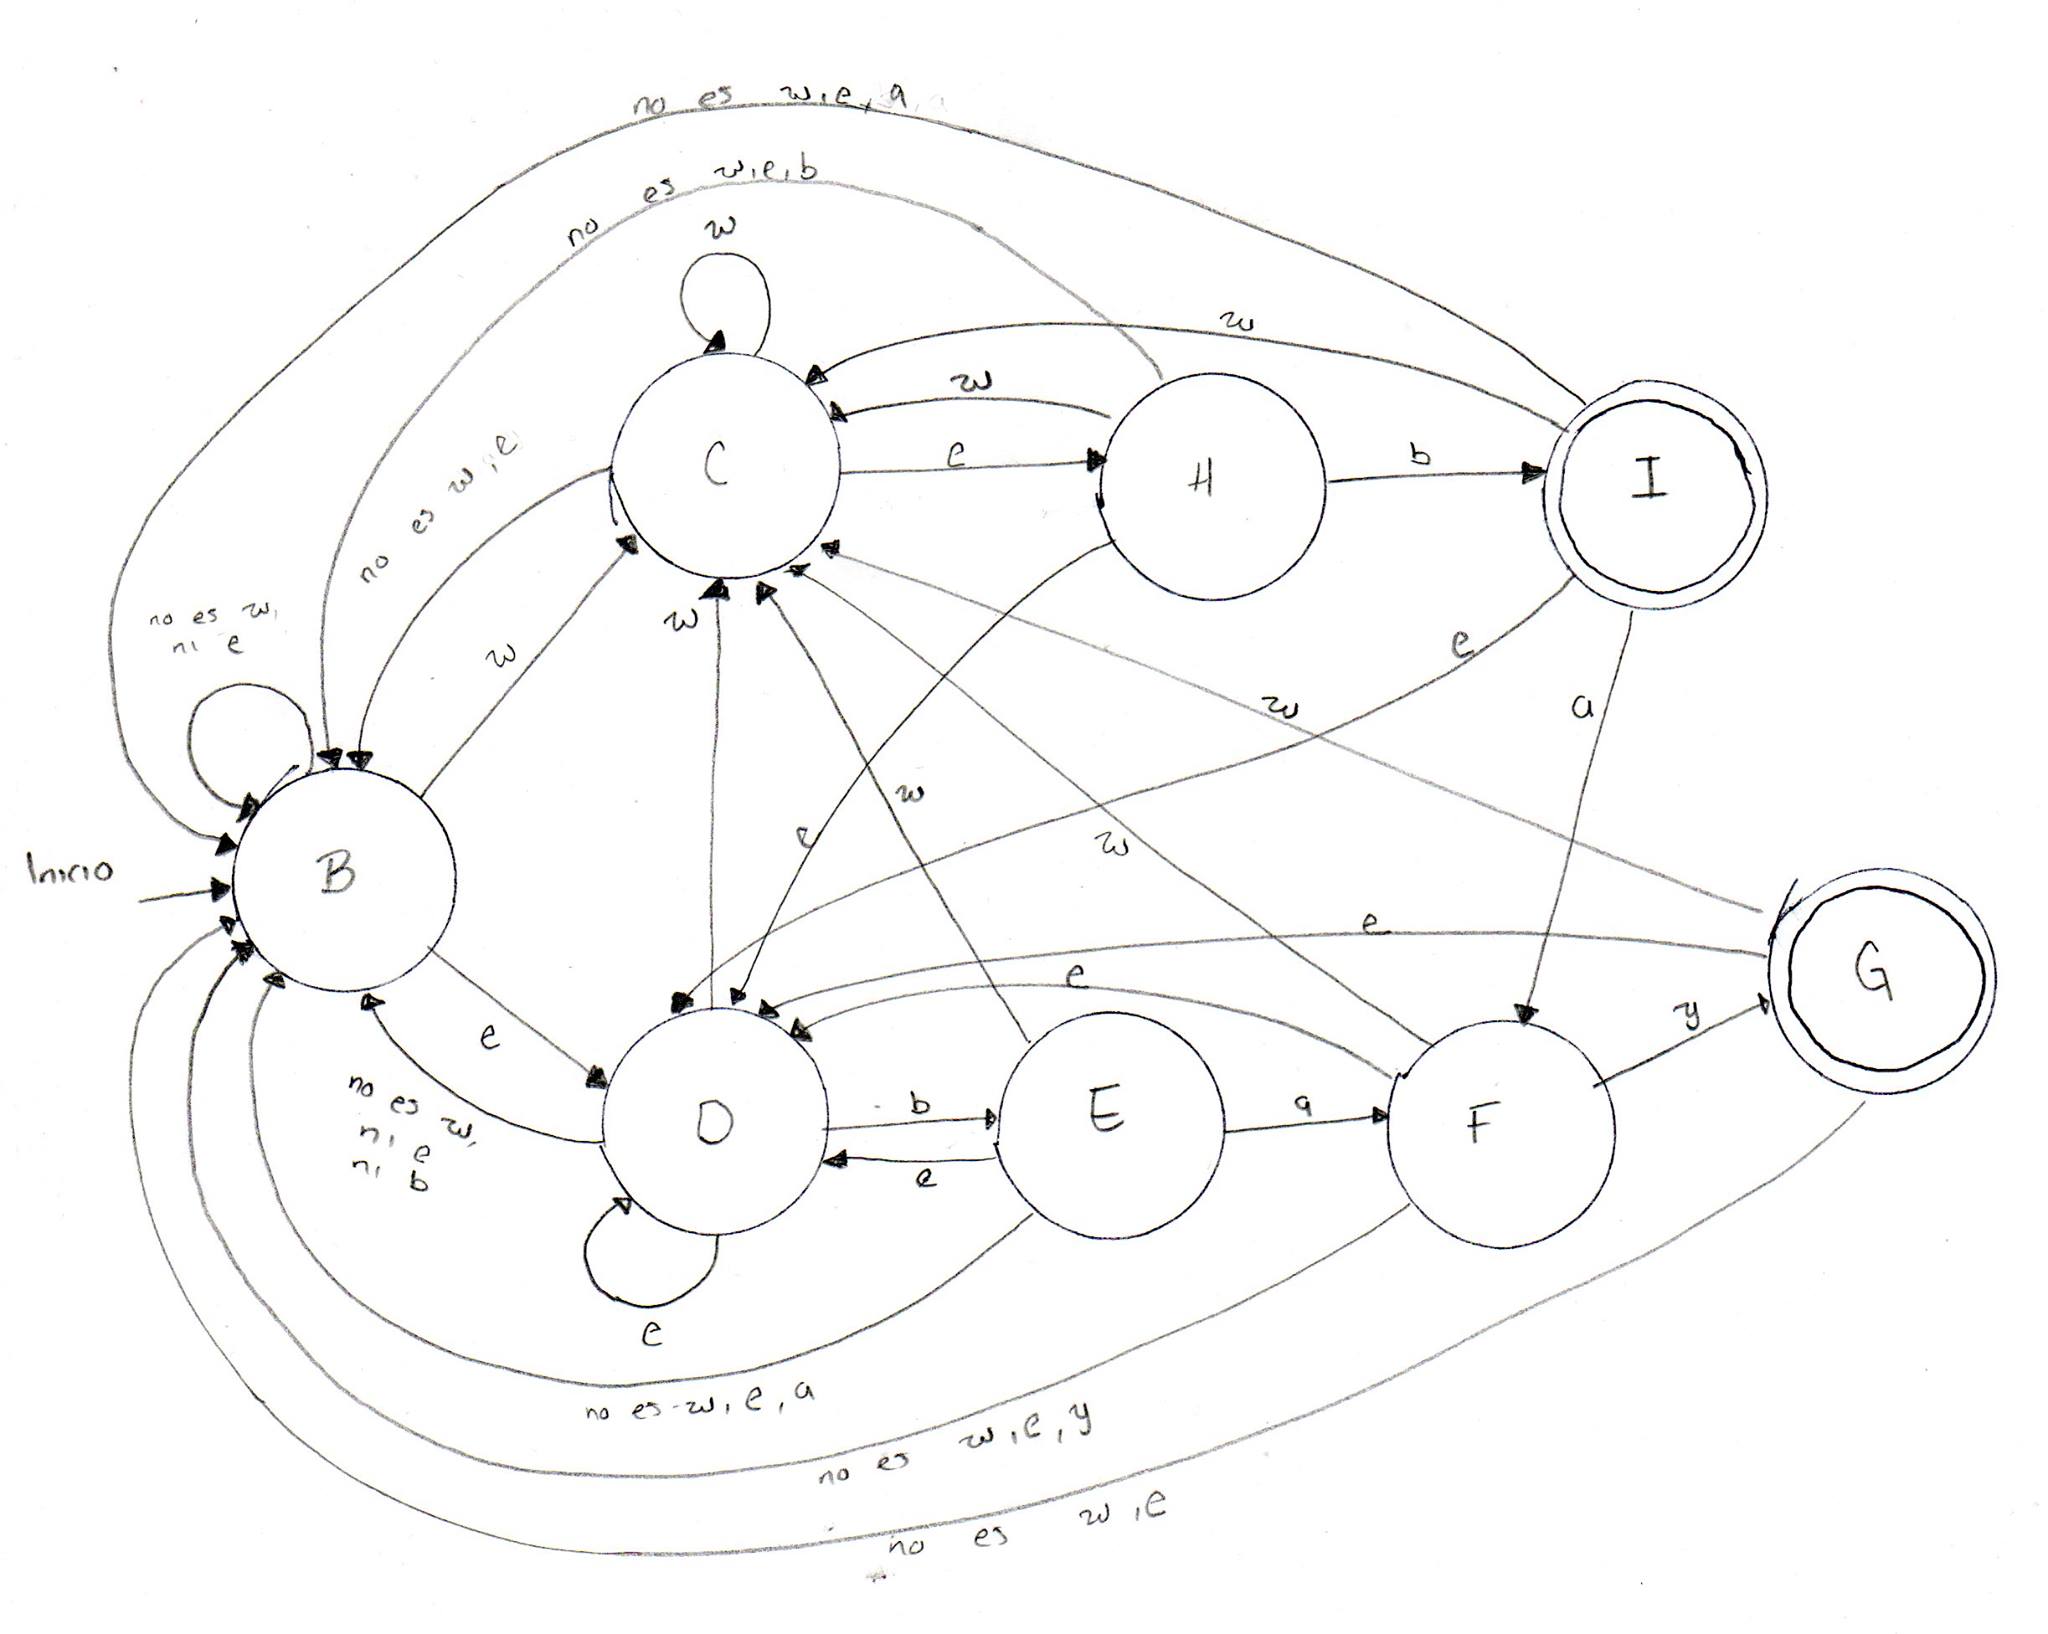 no es w,e,a
no es w,e,b
w
w
w
no es w,e
C
e
H
b
I
no es w,
ni e
w
w
e
a
w
w
e
w
Inicio
B
e
e
G
e
y
no es w,
ni e
ni b
D
b
E
a
F
e
e
no es w,e,a
no es w,e,y
no es w,e